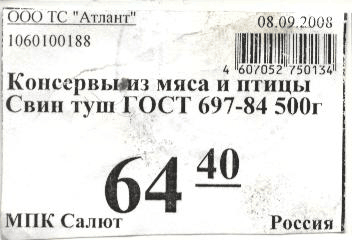 ООО ТС "Атлант" 08.09.2008
1060100188
4 607052 750134
Консервы из мяса и птицы
Свин туш ГОСТ 697-84 500г
64 40
МПК Салют Россия